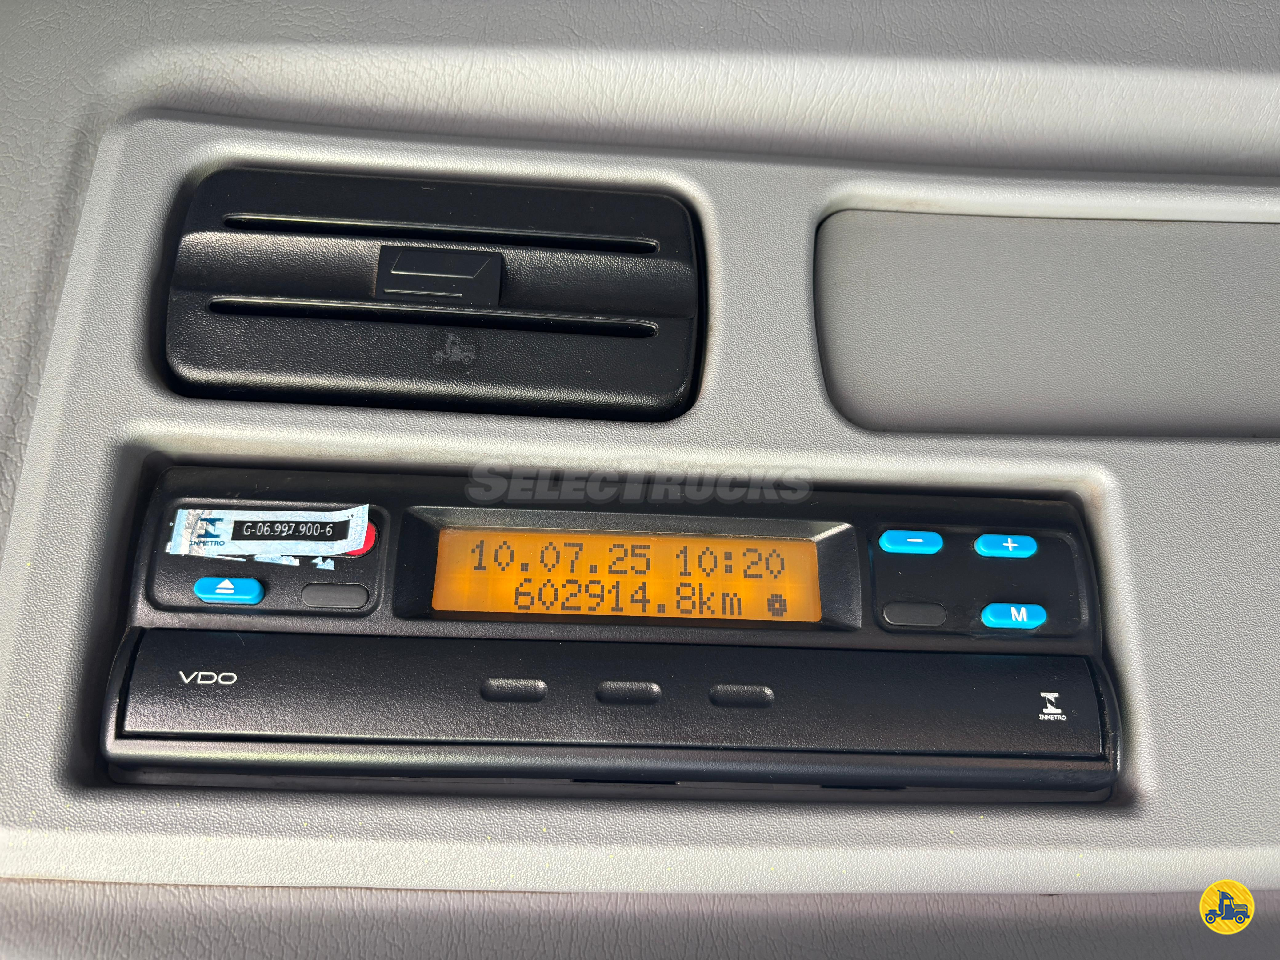 SELECTRUCKS
INMETRO
G-06.997.900-6
10.07.25 10:20
602914.8km
- +
M
VDO
INMETRO